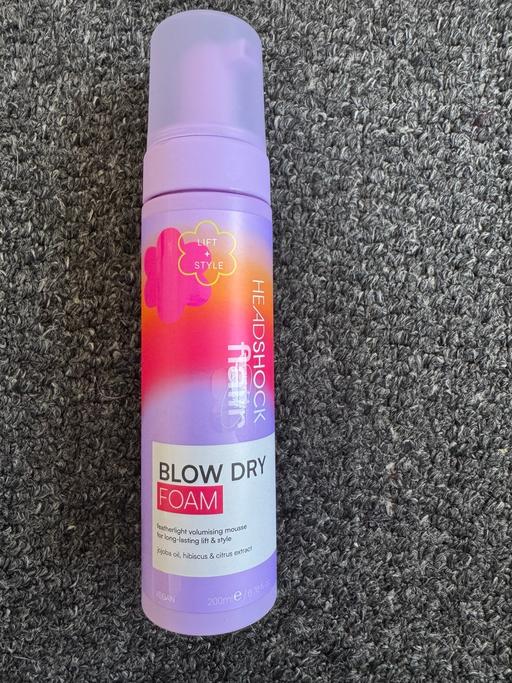 LIFT
+
STYLE
HEADSHOCK
flair
BLOW DRY
FOAM
featherlight volumising mousse
for long-lasting lift & style
jojoba oil, hibiscus & citrus extract
VEGAN
200ml e /